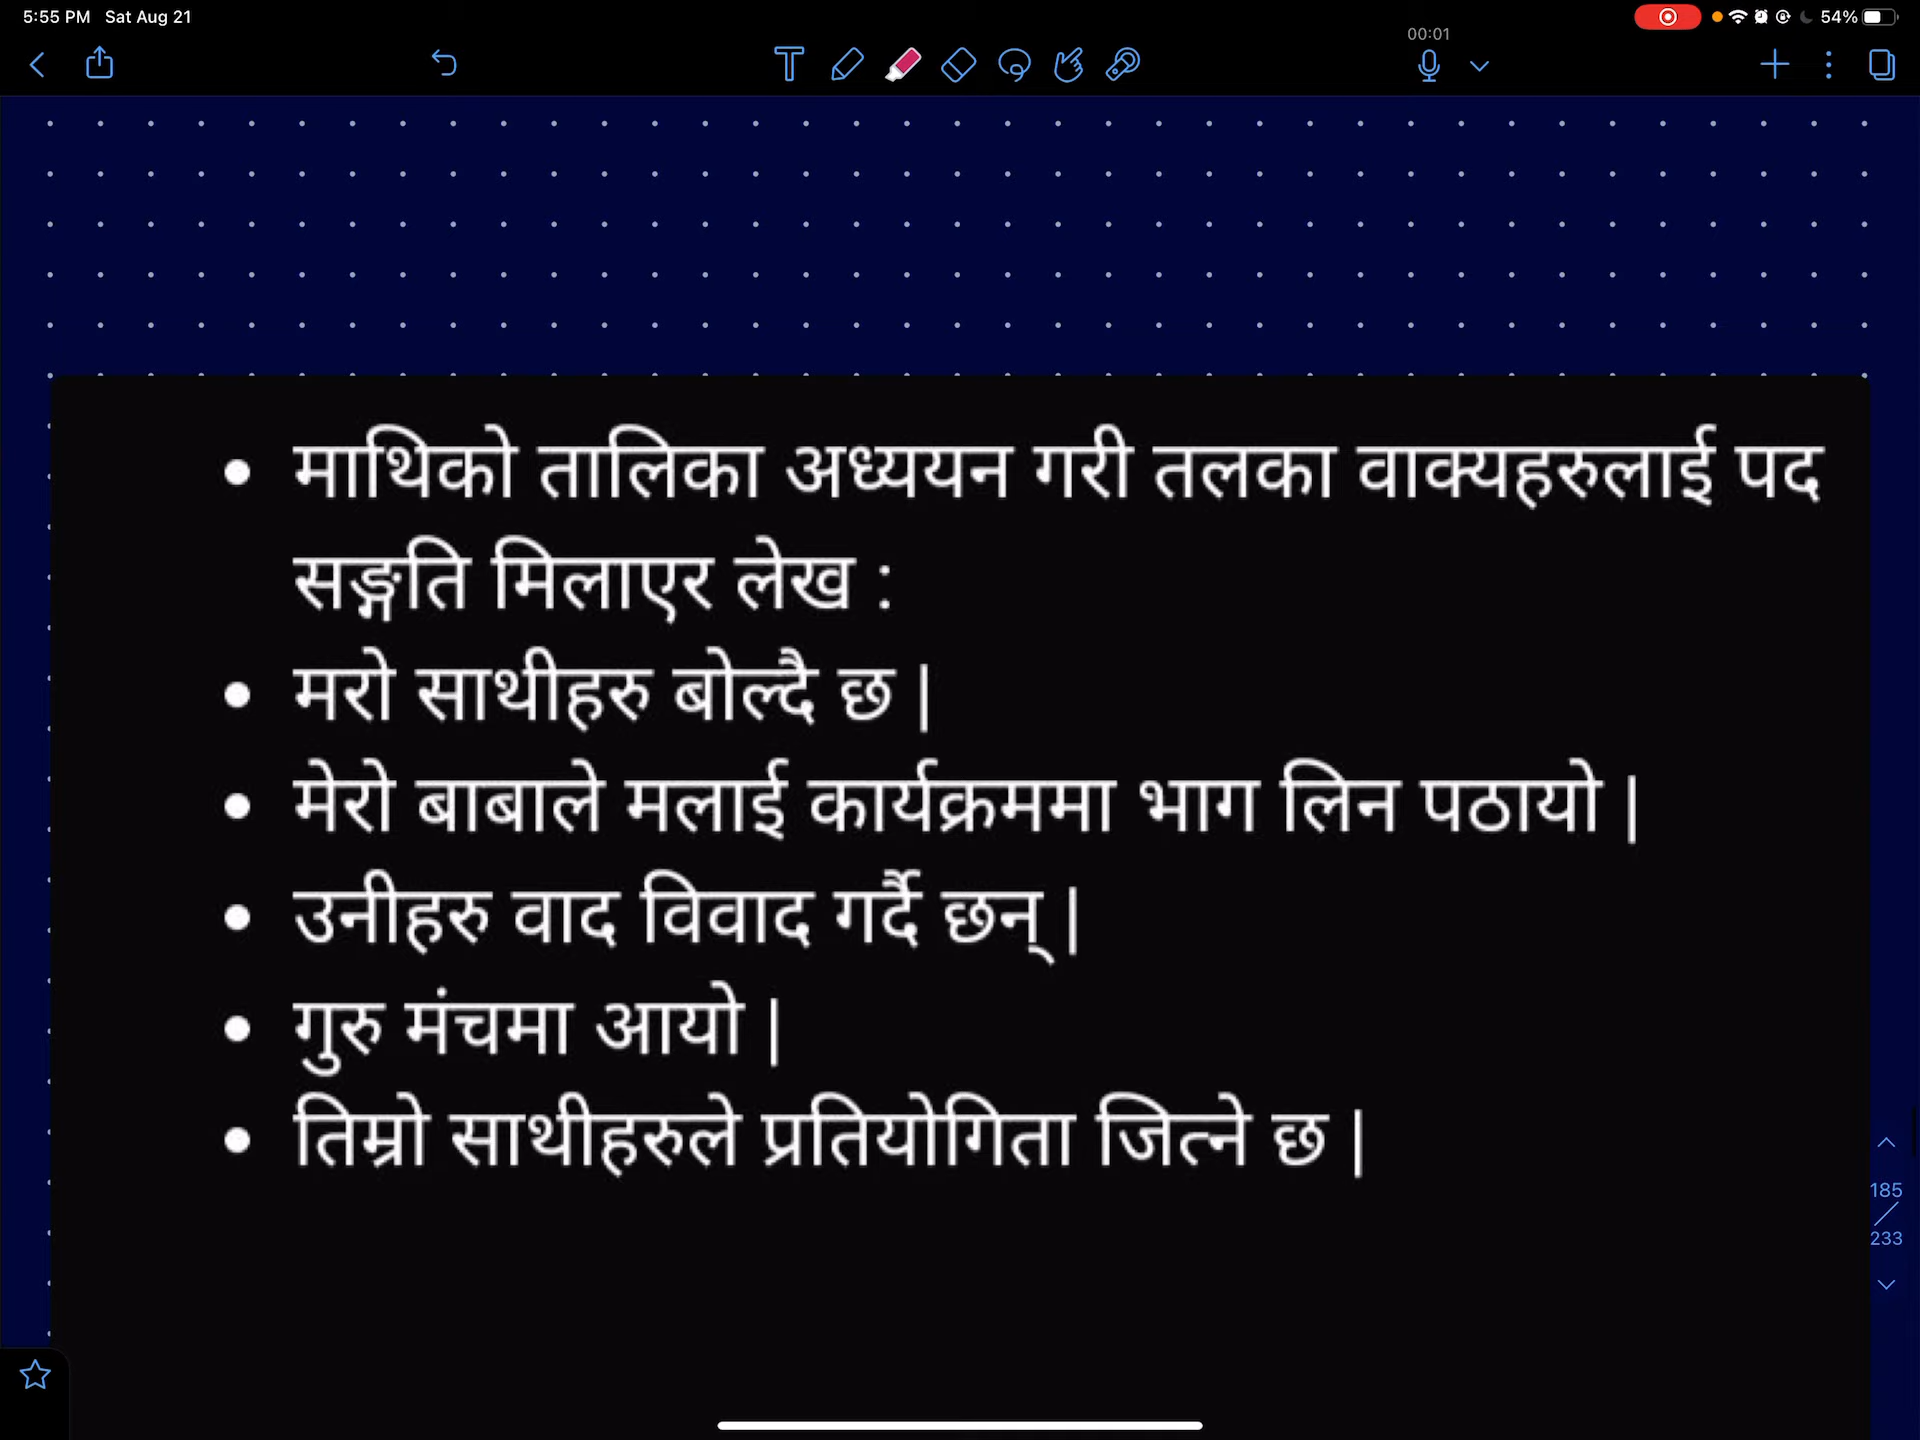 5:55 PM Sat Aug 21
54%
00:01
• माथिको तालिका अध्ययन गरी तलका वाक्यहरुलाई पद
सङ्गति मिलाएर लेख :
• मरो साथीहरु बोल्दै छ |
• मेरो बाबाले मलाई कार्यक्रममा भाग लिन पठायो |
• उनीहरु वाद विवाद गर्दै छन् |
• गुरु मंचमा आयो |
• तिम्रो साथीहरुले प्रतियोगिता जित्ने छ |
185
233